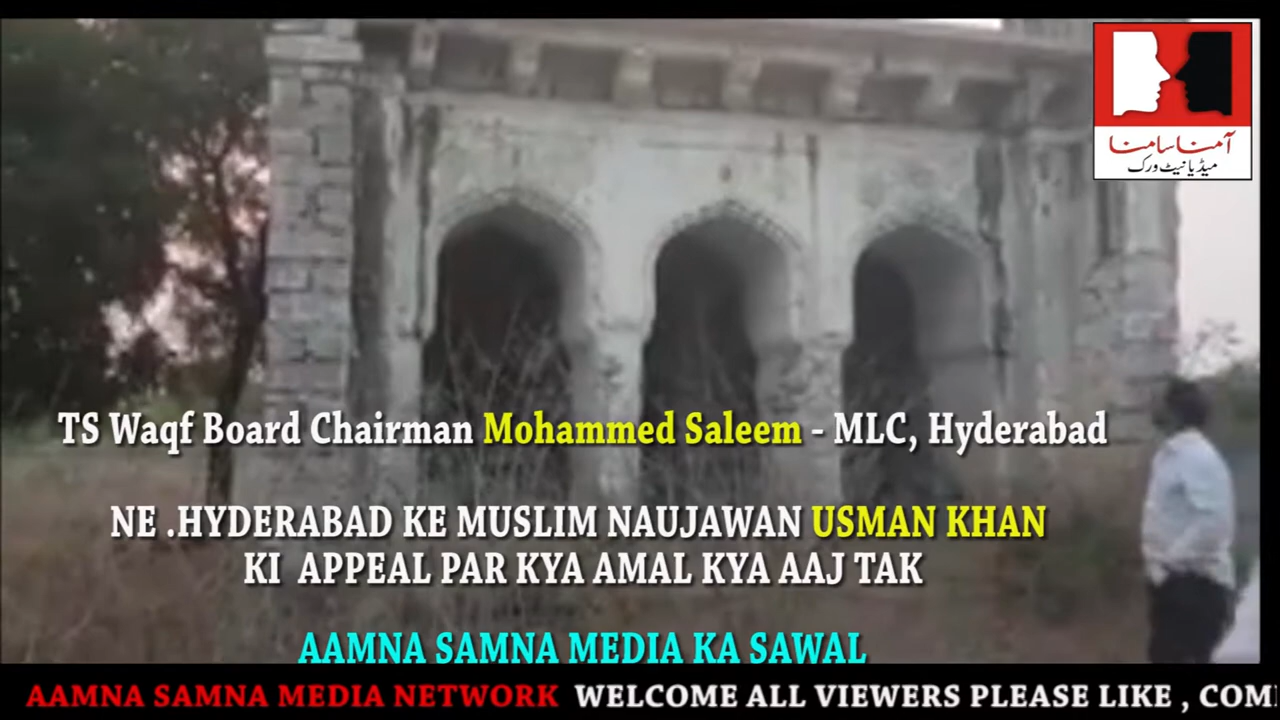 آمنا سامنا
میڈیا نیٹ ورک
TS Waqf Board Chairman Mohammed Saleem - MLC, Hyderabad
NE .HYDERABAD KE MUSLIM NAUJAWAN USMAN KHAN
KI APPEAL PAR KYA AMAL KYA AAJ TAK
AAMNA SAMNA MEDIA KA SAWAL
AAMNA SAMNA MEDIA NETWORK WELCOME ALL VIEWERS PLEASE LIKE ,